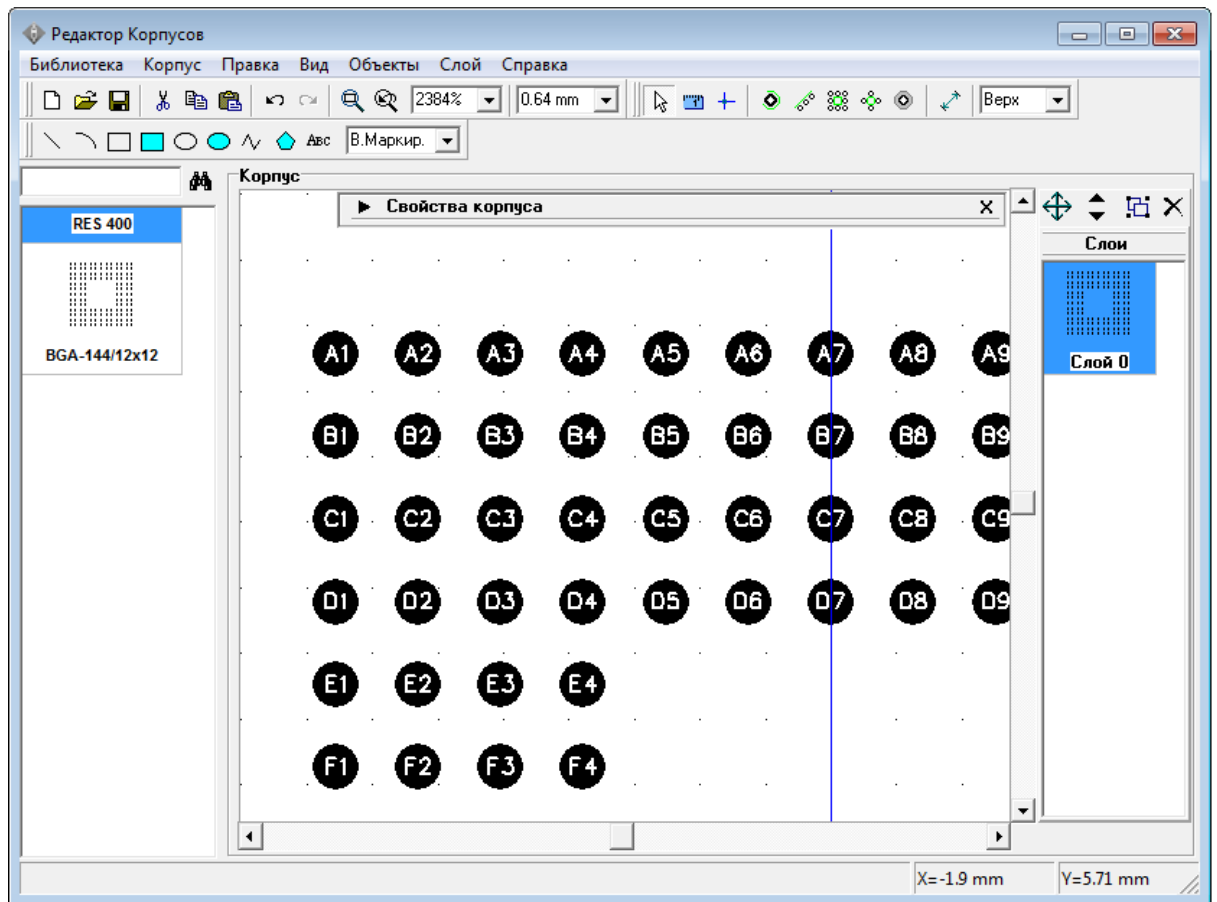 Редактор Корпусов
Библиотека Корпус Правка Вид Объекты Слой Справка
2384% 0.64 mm Верх
Abc В.Маркир.
Корпус
Свойства корпуса X
RES 400
BGA-144/12x12
Слои
Слой 0
A1 A2 A3 A4 A5 A6 A7 A8 A9
B1 B2 B3 B4 B5 B6 B7 B8 B9
C1 C2 C3 C4 C5 C6 C7 C8 C9
D1 D2 D3 D4 D5 D6 D7 D8 D9
E1 E2 E3 E4
F1 F2 F3 F4
X=-1.9 mm Y=5.71 mm